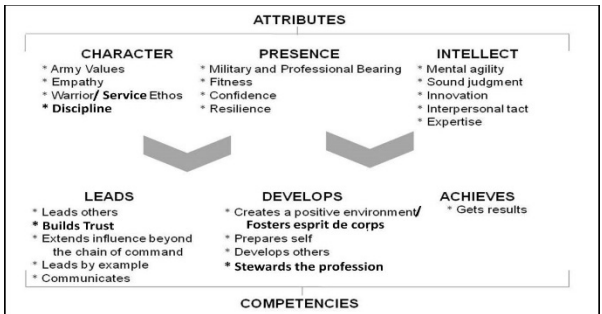 ATTRIBUTES
CHARACTER
* Army Values
* Empathy
* Warrior/ Service Ethos
* Discipline
PRESENCE
* Military and Professional Bearing
* Fitness
* Confidence
* Resilience
INTELLECT
* Mental agility
* Sound judgment
* Innovation
* Interpersonal tact
* Expertise
LEADS
* Leads others
* Builds Trust
* Extends influence beyond
the chain of command
* Leads by example
* Communicates
DEVELOPS
* Creates a positive environment/
Fosters esprit de corps
* Prepares self
* Develops others
* Stewards the profession
ACHIEVES
* Gets results
COMPETENCIES